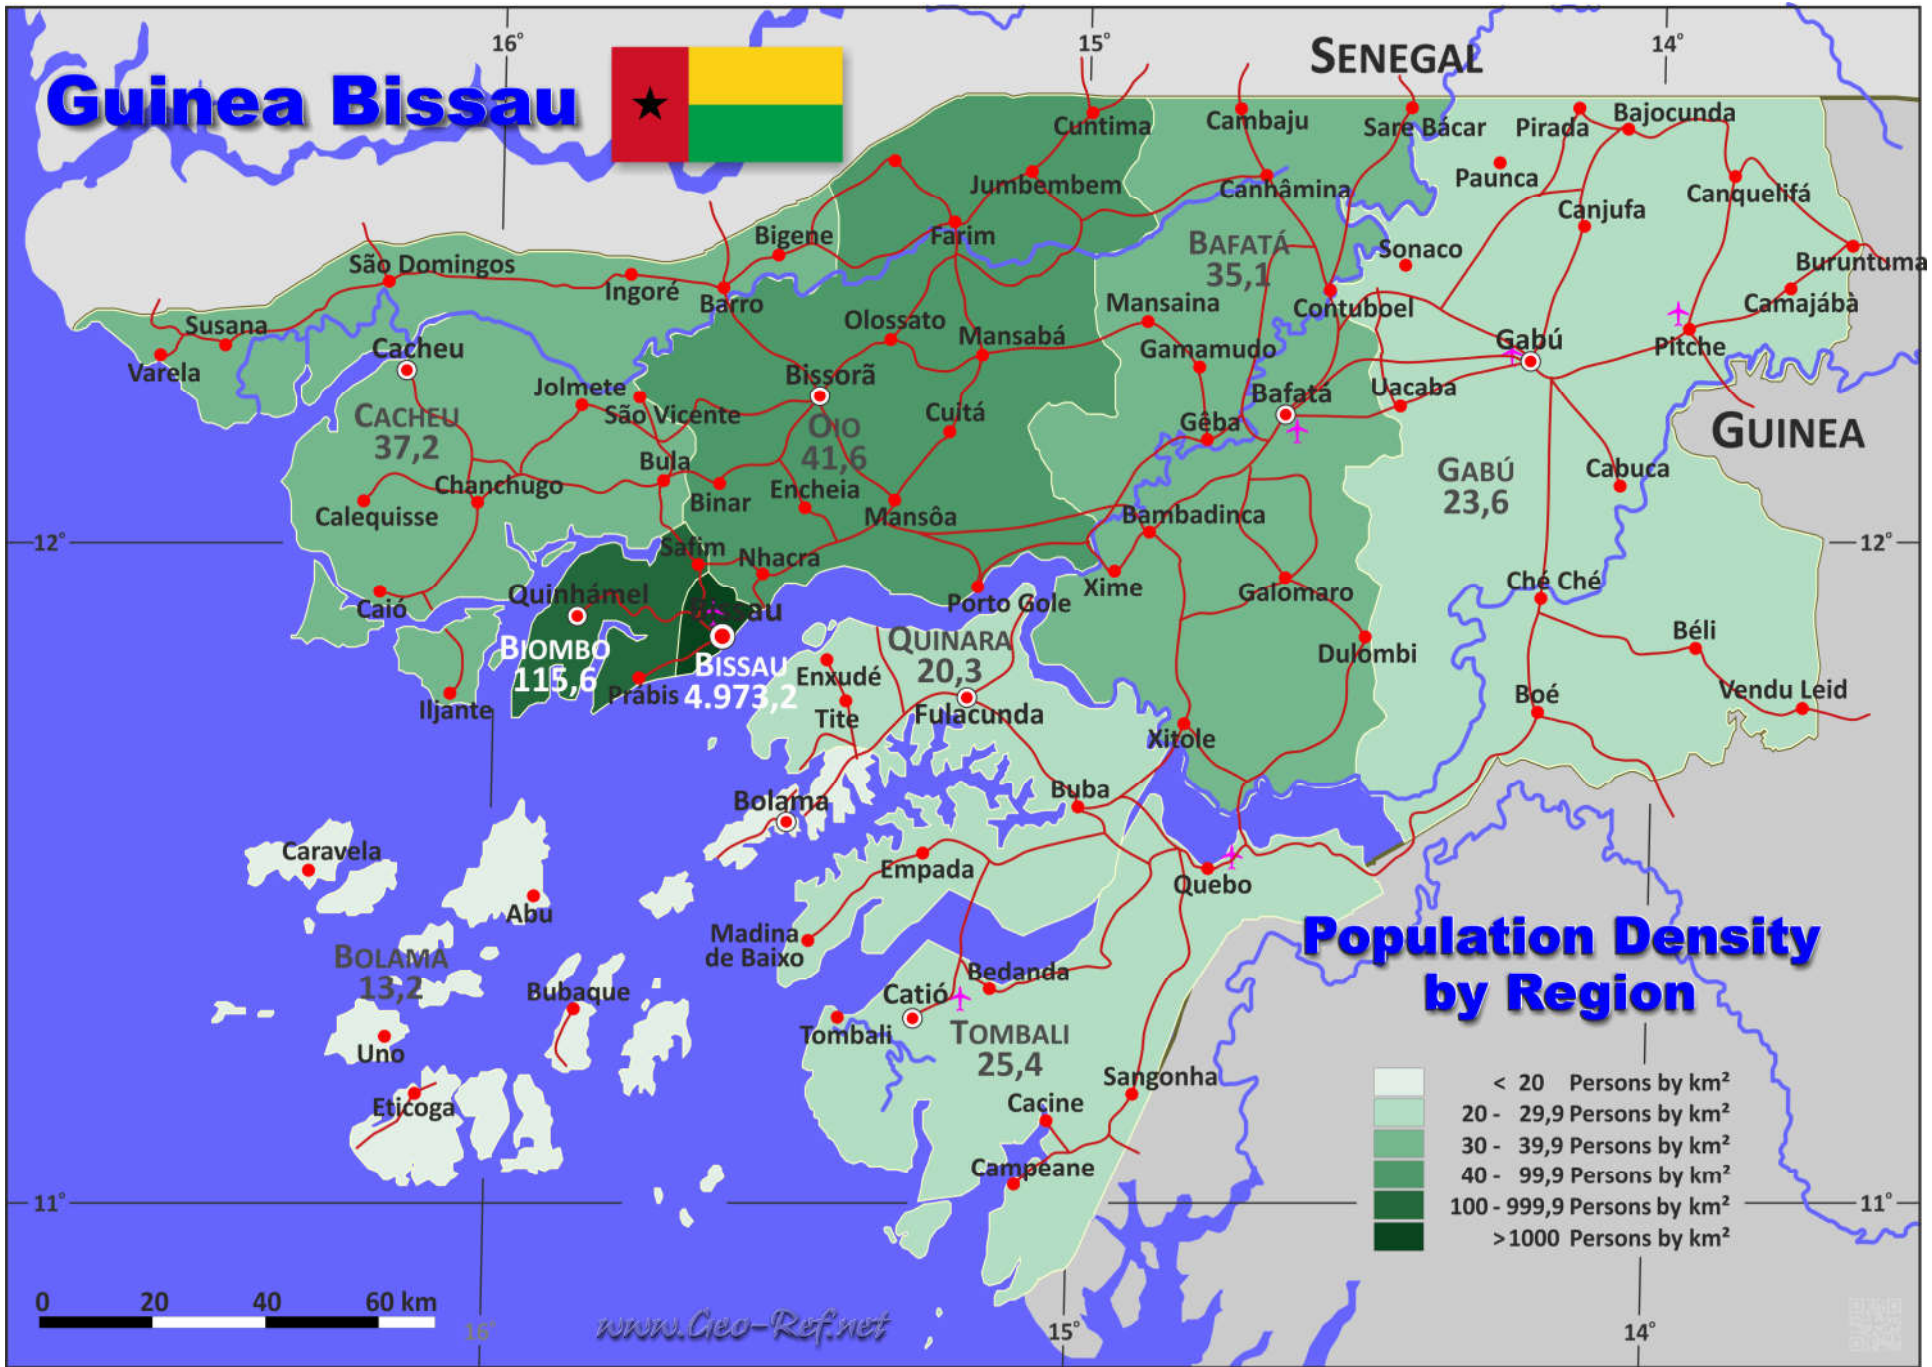 16°
15°
14°
SENEGAL
Guinea Bissau
Cuntima
Cambaju
Sare Bácar
Pirada
Bajocunda
Jumbembem
Canhâmina
Paunca
Canquelifá
Canjufa
Bigene
Farim
BAFATÁ
35,1
Sonaco
Buruntuma
São Domingos
Ingoré
Barro
Mansaina
Contuboel
Camajábà
Susana
Olossato
Mansabá
Gamamudo
Gabú
Pitche
Varela
Cacheu
Jolmete
Bissorã
Bafatá
Uacaba
CACHEU
37,2
São Vicente
OIO
41,6
Cuitá
Gêba
GUINEA
Bula
GABÚ
23,6
Cabuca
Calequisse
Chanchugo
Binar
Encheia
Mansôa
Bambadinca
12°
12°
Safim
Nhacra
Caió
Quinhámel
Bissau
Porto Gole
Xime
Galomaro
Ché Ché
BIOMBO
115,6
BISSAU
4.973,2
QUINARA
20,3
Dulombi
Béli
Iljante
Prábis
Enxudé
Tite
Fulacunda
Xitole
Boé
Vendu Leid
Bolama
Buba
Caravela
Abu
Empada
Quebo
BOLAMA
13,2
Madina
de Baixo
Population Density
by Region
Bubaque
Bedanda
Catió
Uno
Tombali
TOMBALI
25,4
Eticoga
Sangonha
Cacine
Campeane
< 20 Persons by km²
20 - 29,9 Persons by km²
30 - 39,9 Persons by km²
40 - 99,9 Persons by km²
100 - 999,9 Persons by km²
>1000 Persons by km²
11°
11°
0 20 40 60 km
16°
www.Geo-Ref.net
15°
14°